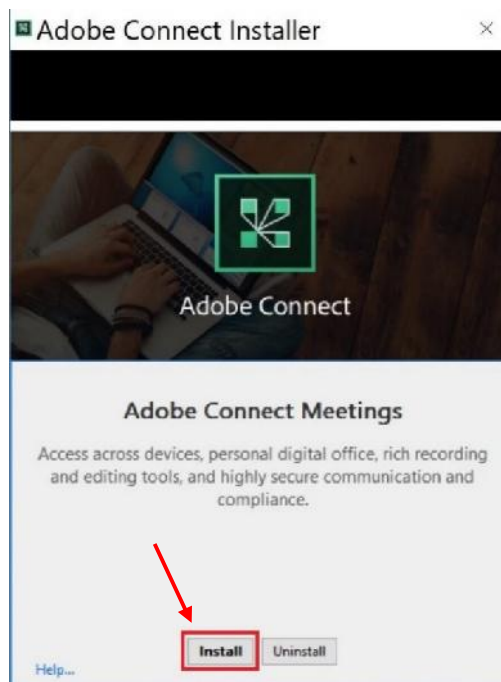 Adobe Connect Installer
Adobe Connect
Adobe Connect Meetings
Access across devices, personal digital office, rich recording
and editing tools, and highly secure communication and
compliance.
Install Uninstall
Help...